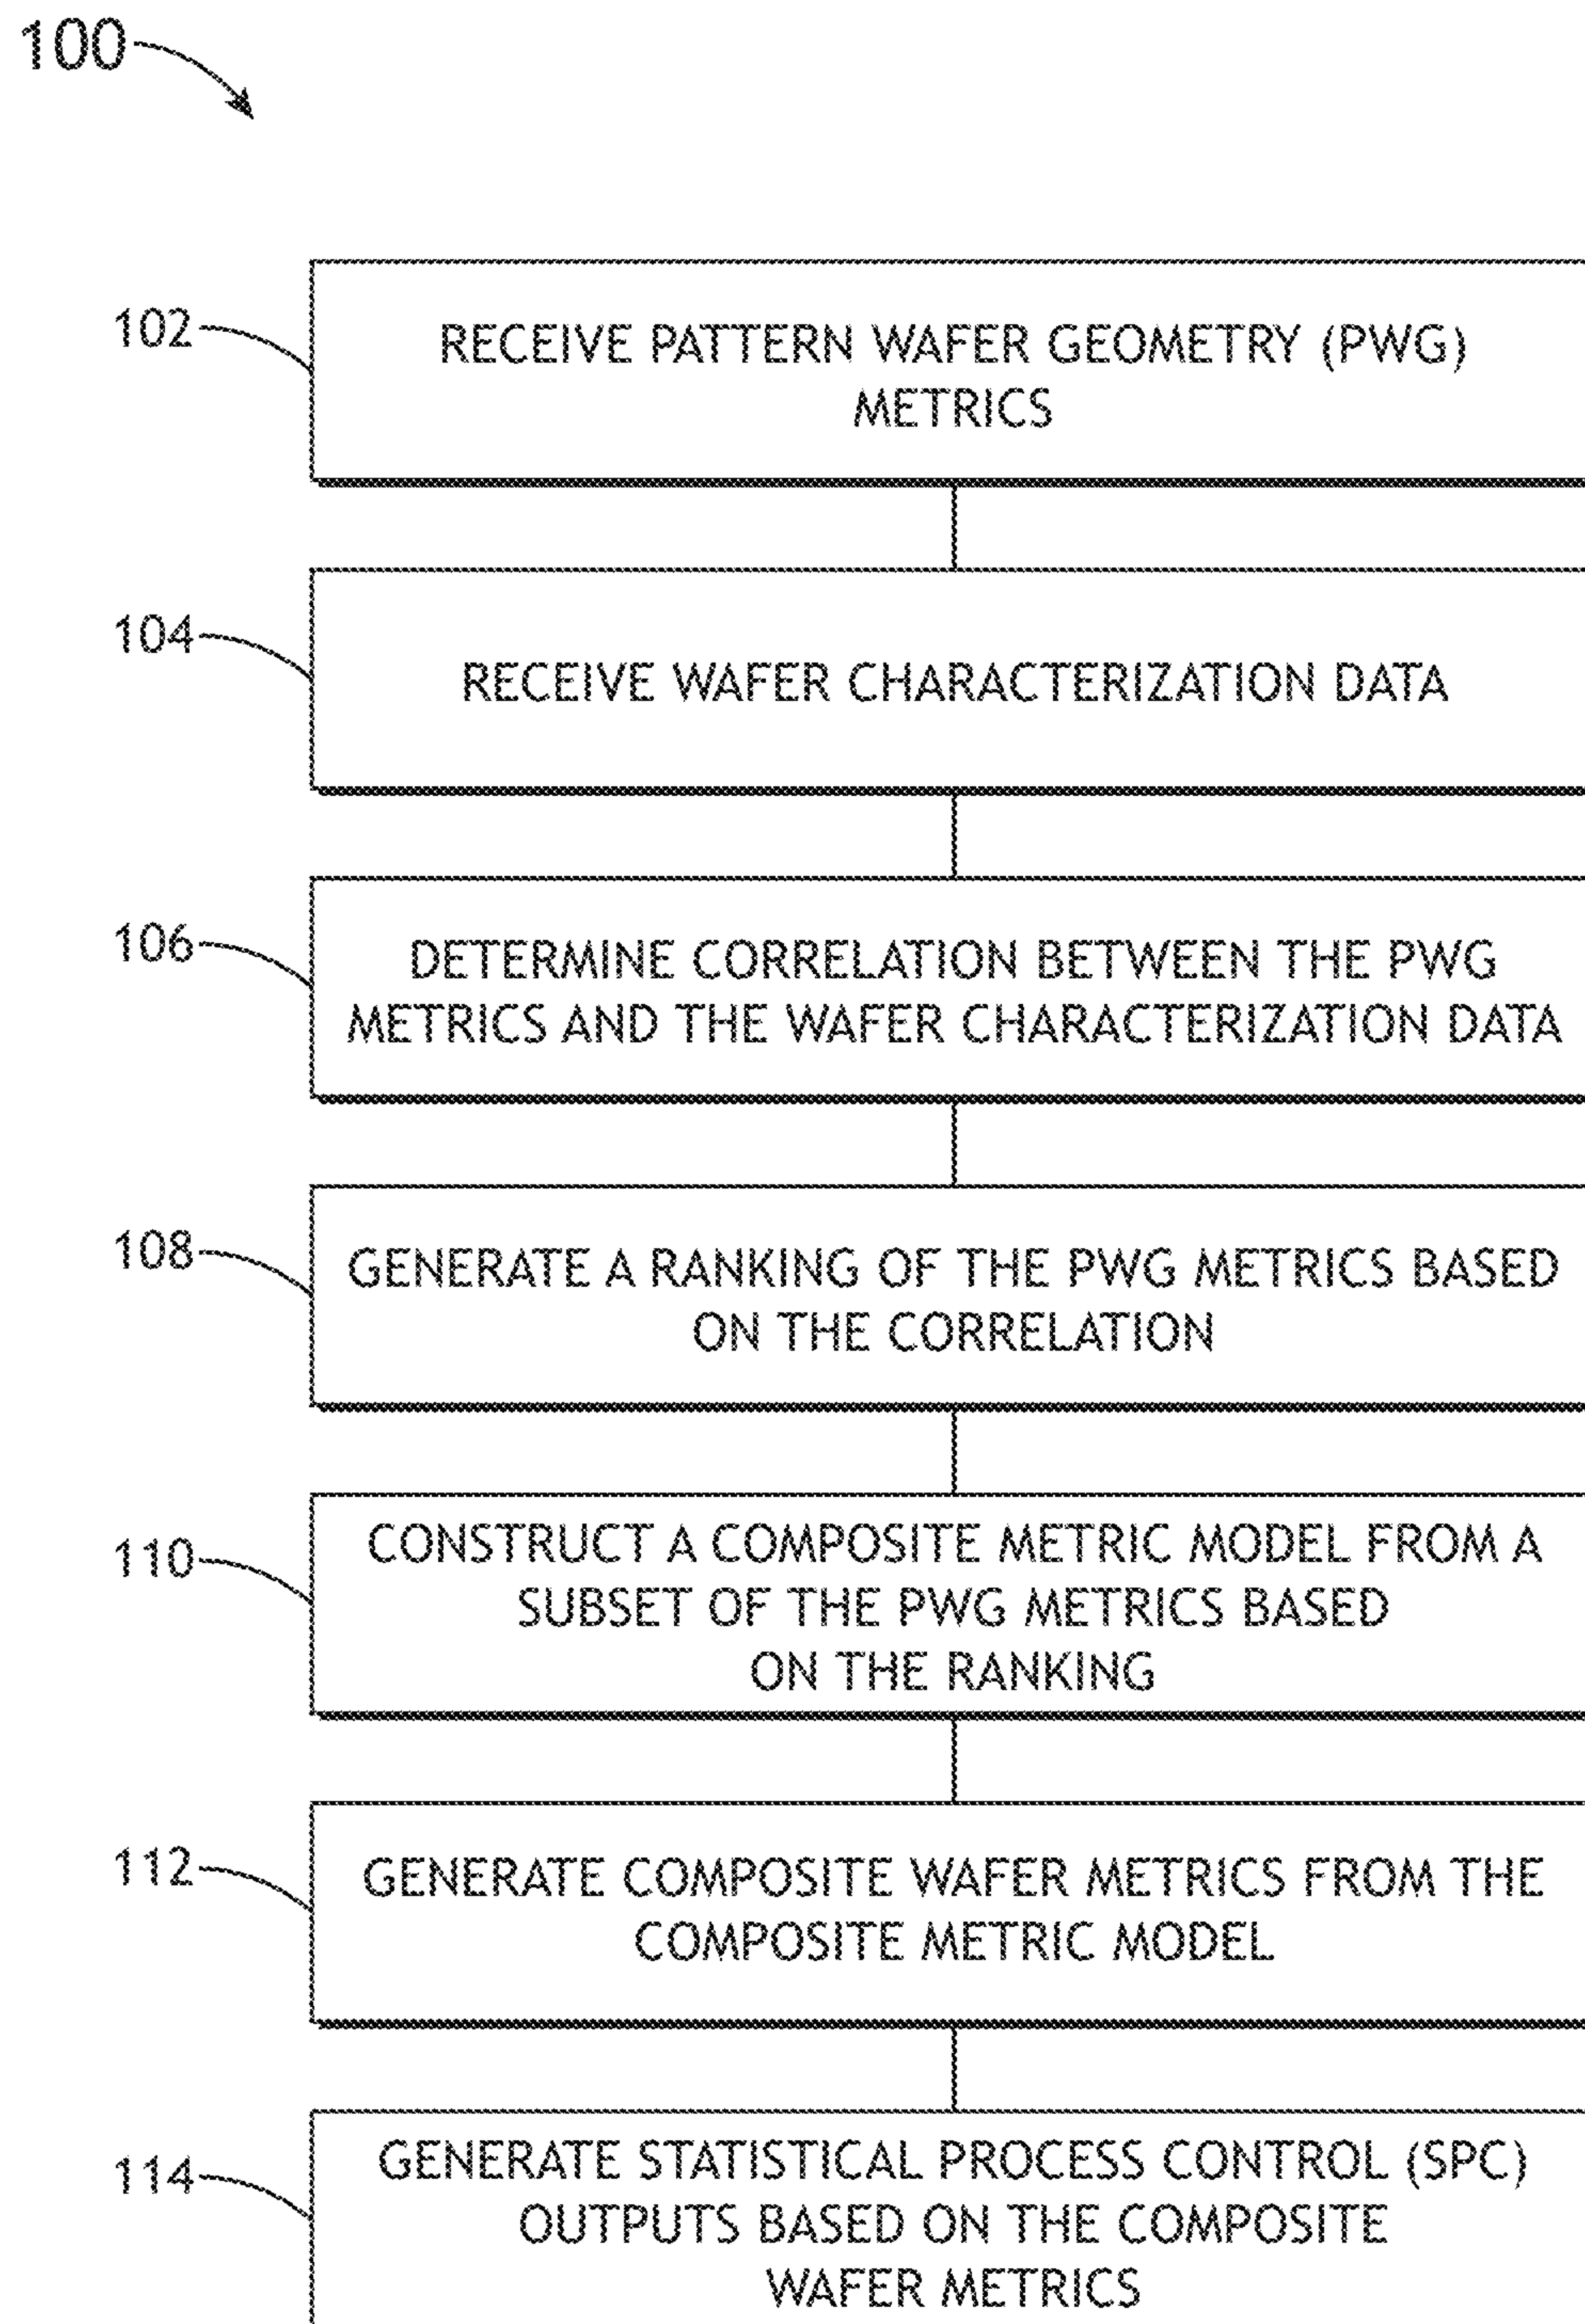 100
102
RECEIVE PATTERN WAFER GEOMETRY (PWG)
METRICS
104
RECEIVE WAFER CHARACTERIZATION DATA
106
DETERMINE CORRELATION BETWEEN THE PWG
METRICS AND THE WAFER CHARACTERIZATION DATA
108
GENERATE A RANKING OF THE PWG METRICS BASED
ON THE CORRELATION
110
CONSTRUCT A COMPOSITE METRIC MODEL FROM A
SUBSET OF THE PWG METRICS BASED
ON THE RANKING
112
GENERATE COMPOSITE WAFER METRICS FROM THE
COMPOSITE METRIC MODEL
114
GENERATE STATISTICAL PROCESS CONTROL (SPC)
OUTPUTS BASED ON THE COMPOSITE
WAFER METRICS